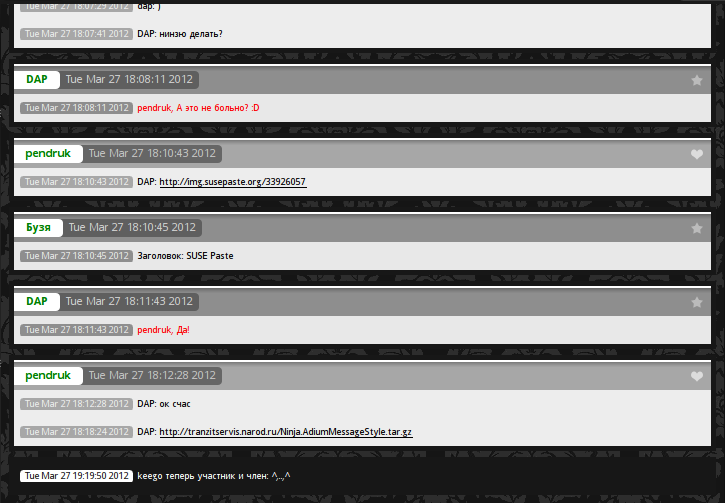 Tue Mar 27 18:07:29 2012 dap: )
Tue Mar 27 18:07:41 2012 DAP: нинзю делать?
DAP Tue Mar 27 18:08:11 2012
Tue Mar 27 18:08:11 2012 pendruk, А это не больно? :D
pendruk Tue Mar 27 18:10:43 2012
Tue Mar 27 18:10:43 2012 DAP: http://img.susepaste.org/33926057
Бузя Tue Mar 27 18:10:45 2012
Tue Mar 27 18:10:45 2012 Заголовок: SUSE Paste
DAP Tue Mar 27 18:11:43 2012
Tue Mar 27 18:11:43 2012 pendruk, Да!
pendruk Tue Mar 27 18:12:28 2012
Tue Mar 27 18:12:28 2012 DAP: ок счас
Tue Mar 27 18:18:24 2012 DAP: http://tranzitservis.narod.ru/Ninja.AdiumMessageStyle.tar.gz
Tue Mar 27 19:19:50 2012 keego теперь участник и член: ^,..,^